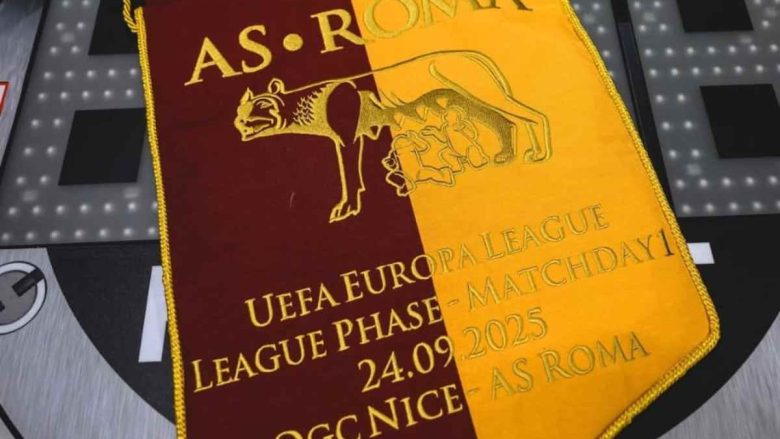 AS • ROMA
UEFA EUROPA LEAGUE
LEAGUE PHASE - MATCHDAY 1
24.09.2025
OGC NICE - AS ROMA